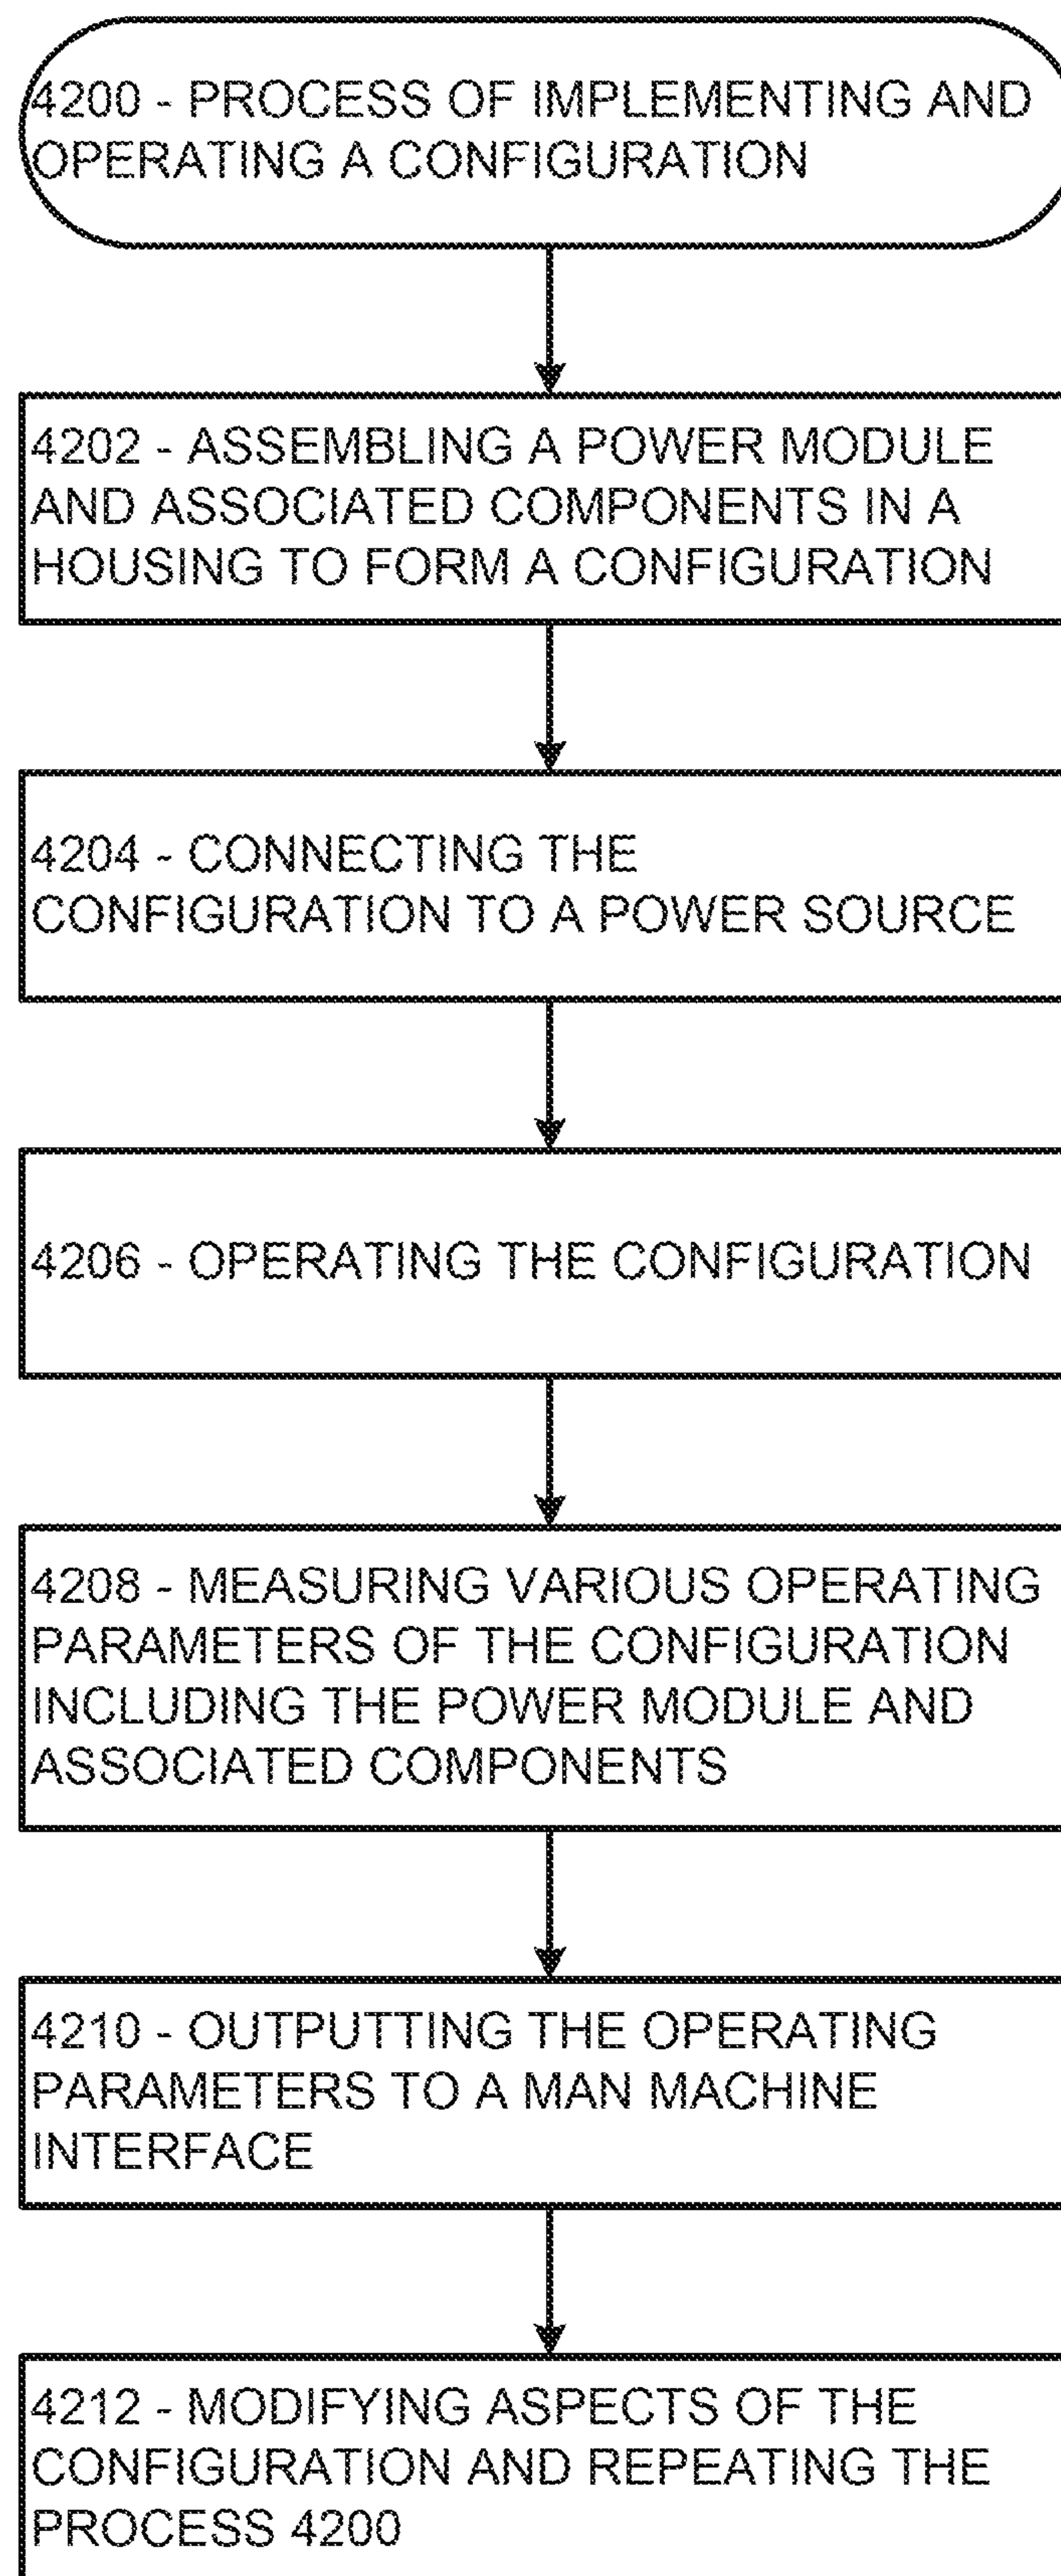 4200 - PROCESS OF IMPLEMENTING AND
OPERATING A CONFIGURATION
4202 - ASSEMBLING A POWER MODULE
AND ASSOCIATED COMPONENTS IN A
HOUSING TO FORM A CONFIGURATION
4204 - CONNECTING THE
CONFIGURATION TO A POWER SOURCE
4206 - OPERATING THE CONFIGURATION
4208 - MEASURING VARIOUS OPERATING
PARAMETERS OF THE CONFIGURATION
INCLUDING THE POWER MODULE AND
ASSOCIATED COMPONENTS
4210 - OUTPUTTING THE OPERATING
PARAMETERS TO A MAN MACHINE
INTERFACE
4212 - MODIFYING ASPECTS OF THE
CONFIGURATION AND REPEATING THE
PROCESS 4200